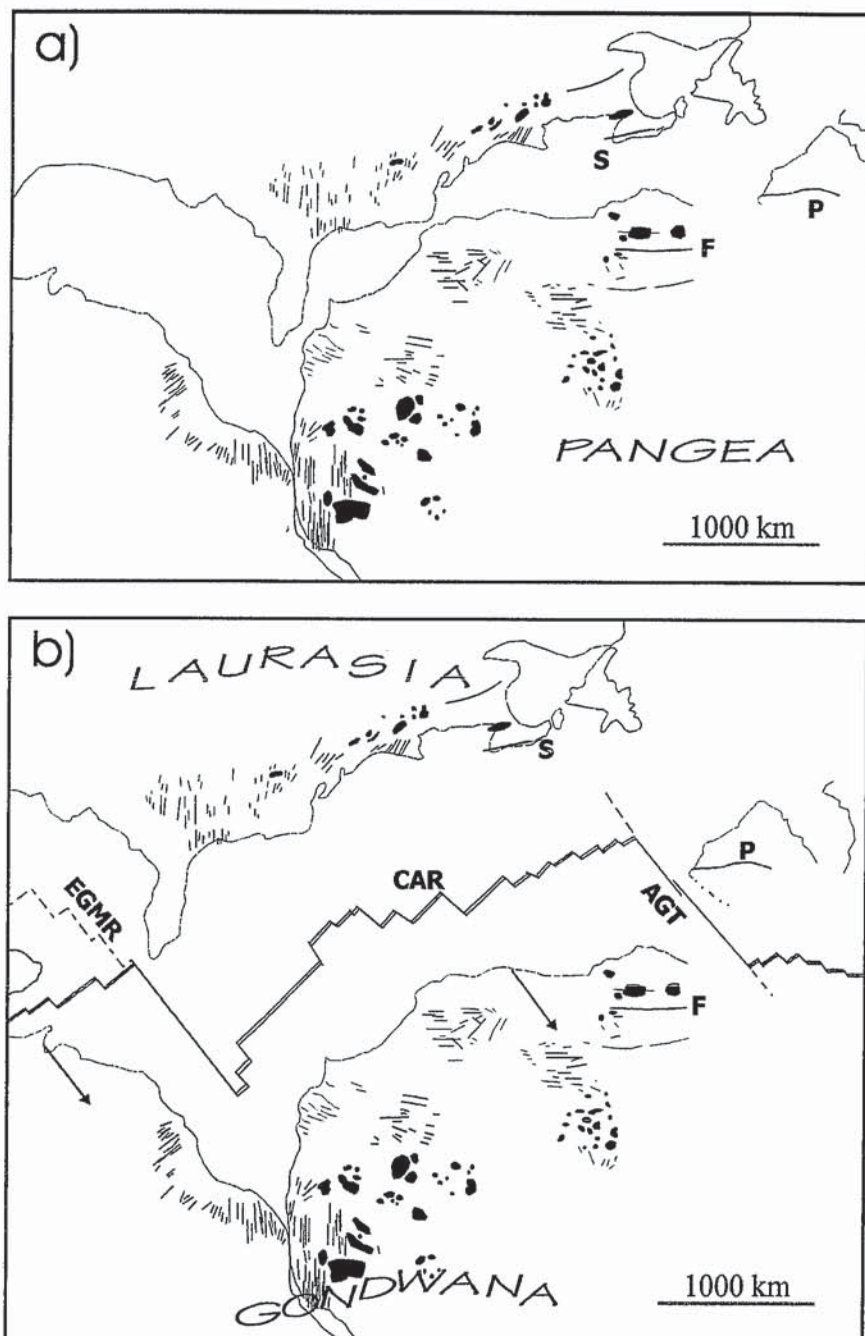 a)
S
P
F
PANGEA
1000 km
b)
LAURASIA
S
P
EGMR
CAR
AGT
F
GONDWANA
1000 km